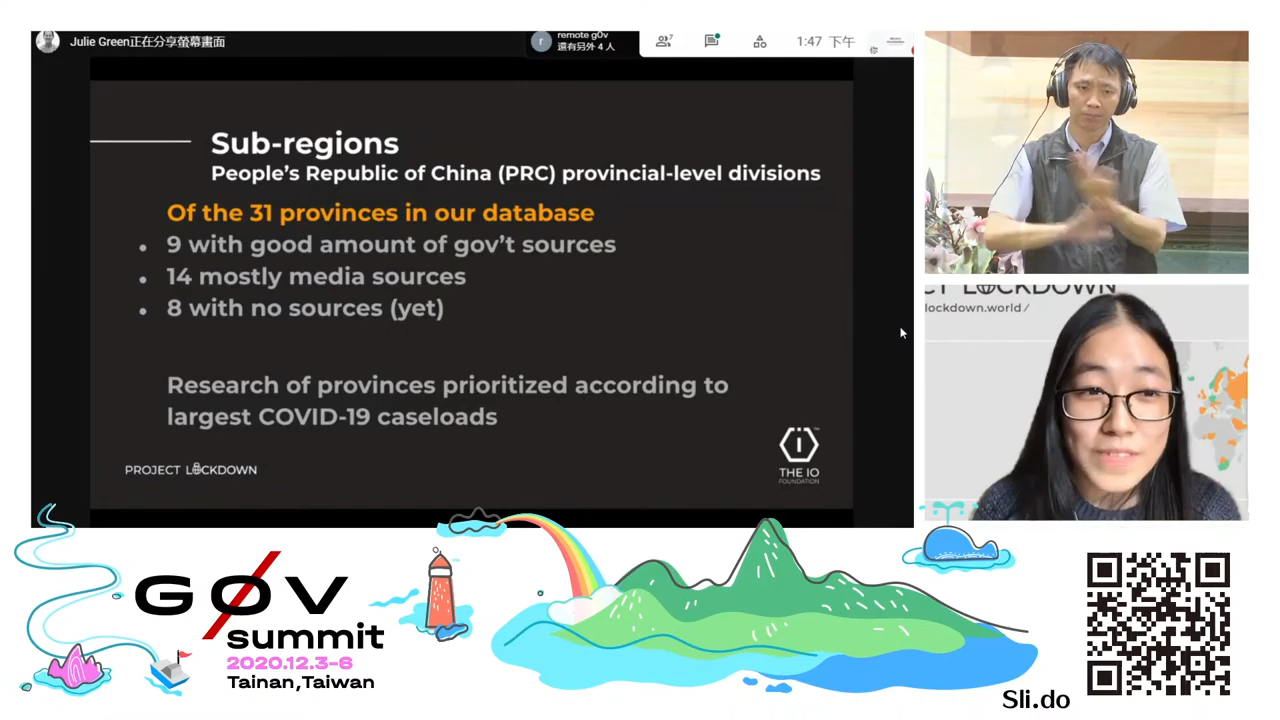 Julie Green正在分享螢幕畫面
remote g0v
還有另外 4 人
7
1:47 下午
你
Sub-regions
People's Republic of China (PRC) provincial-level divisions
Of the 31 provinces in our database
• 9 with good amount of gov't sources
• 14 mostly media sources
• 8 with no sources (yet)
Research of provinces prioritized according to
largest COVID-19 caseloads
PROJECT LOCKDOWN
THE IO
FOUNDATION
CT LOCKDOWN
lockdown.world/
G0V
summit
2020.12.3-6
Tainan,Taiwan
Sli.do